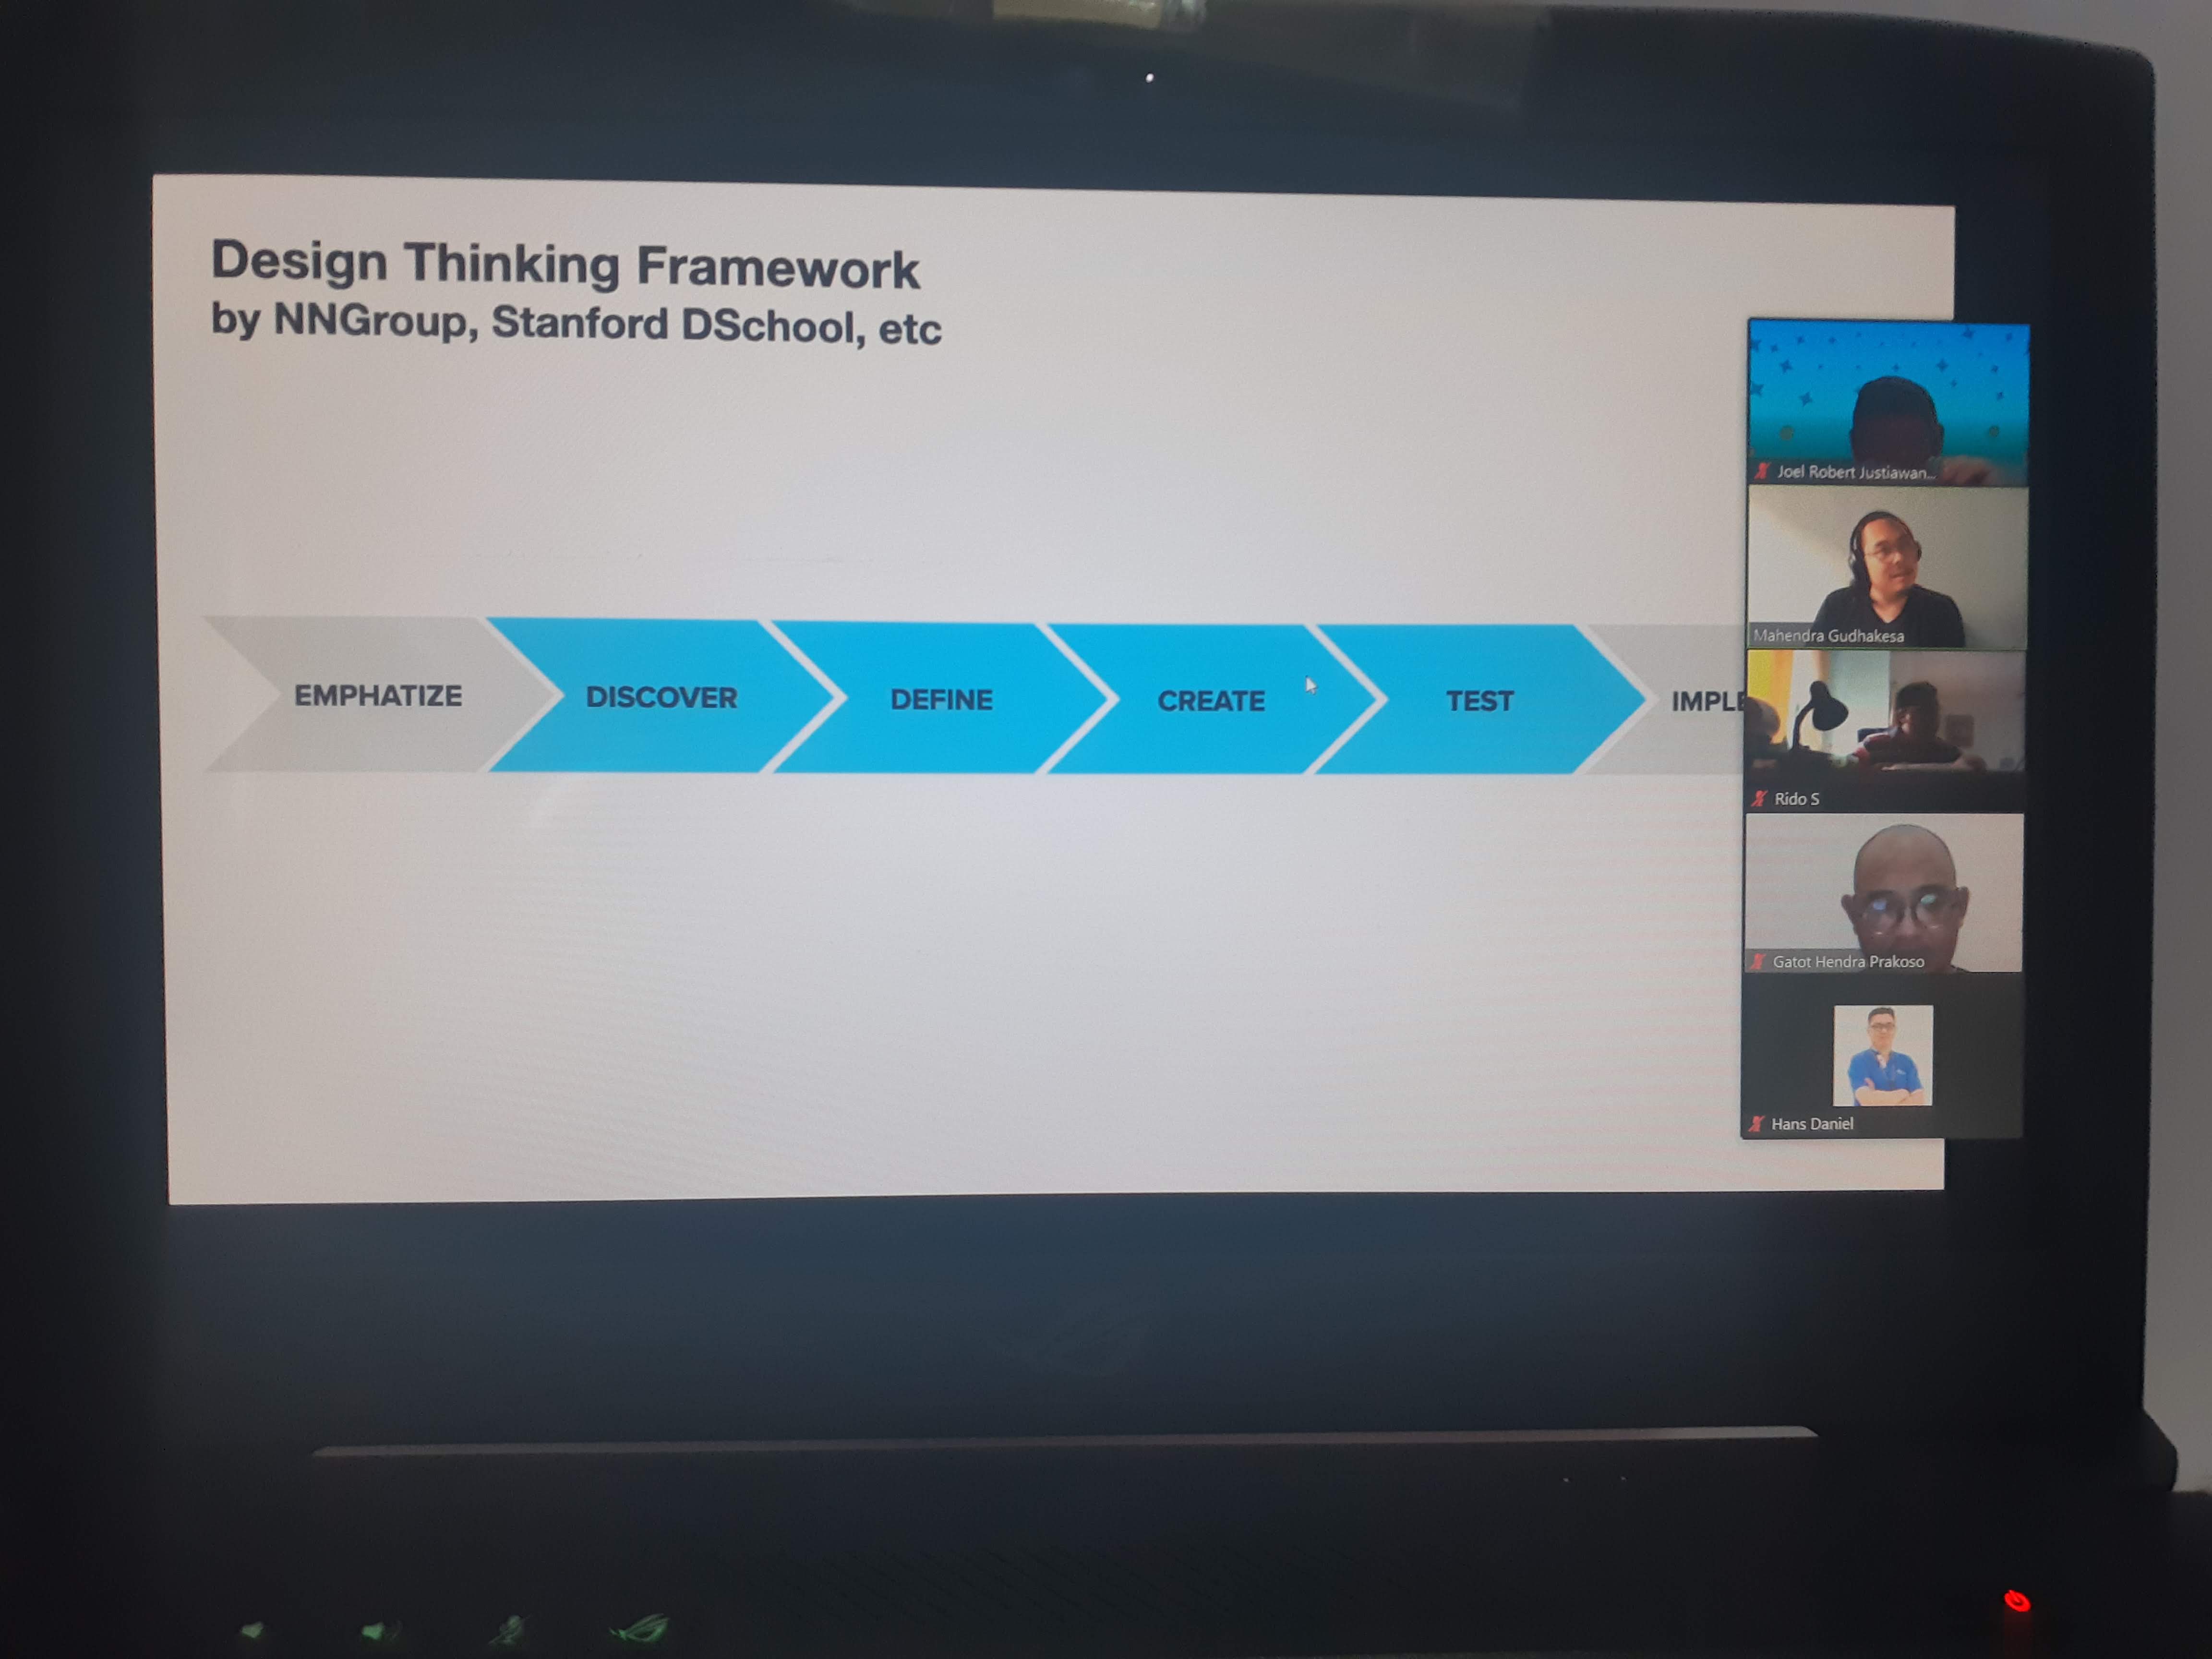 Design Thinking Framework
by NNGroup, Stanford DSchool, etc
EMPHATIZE
DISCOVER
DEFINE
CREATE
TEST
IMPLE
Joel Robert Justiawan...
Mahendra Gudhakesa
Rido S
Gatot Hendra Prakoso
Hans Daniel